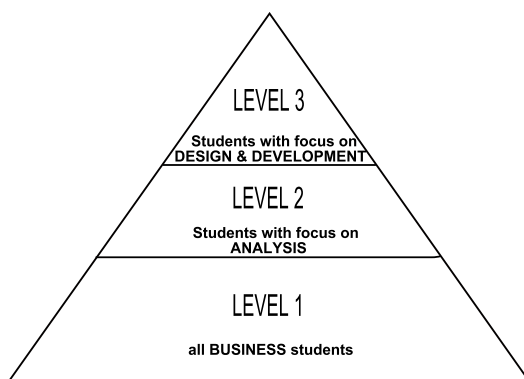 LEVEL 3
Students with focus on
DESIGN & DEVELOPMENT
LEVEL 2
Students with focus on
ANALYSIS
LEVEL 1
all BUSINESS students